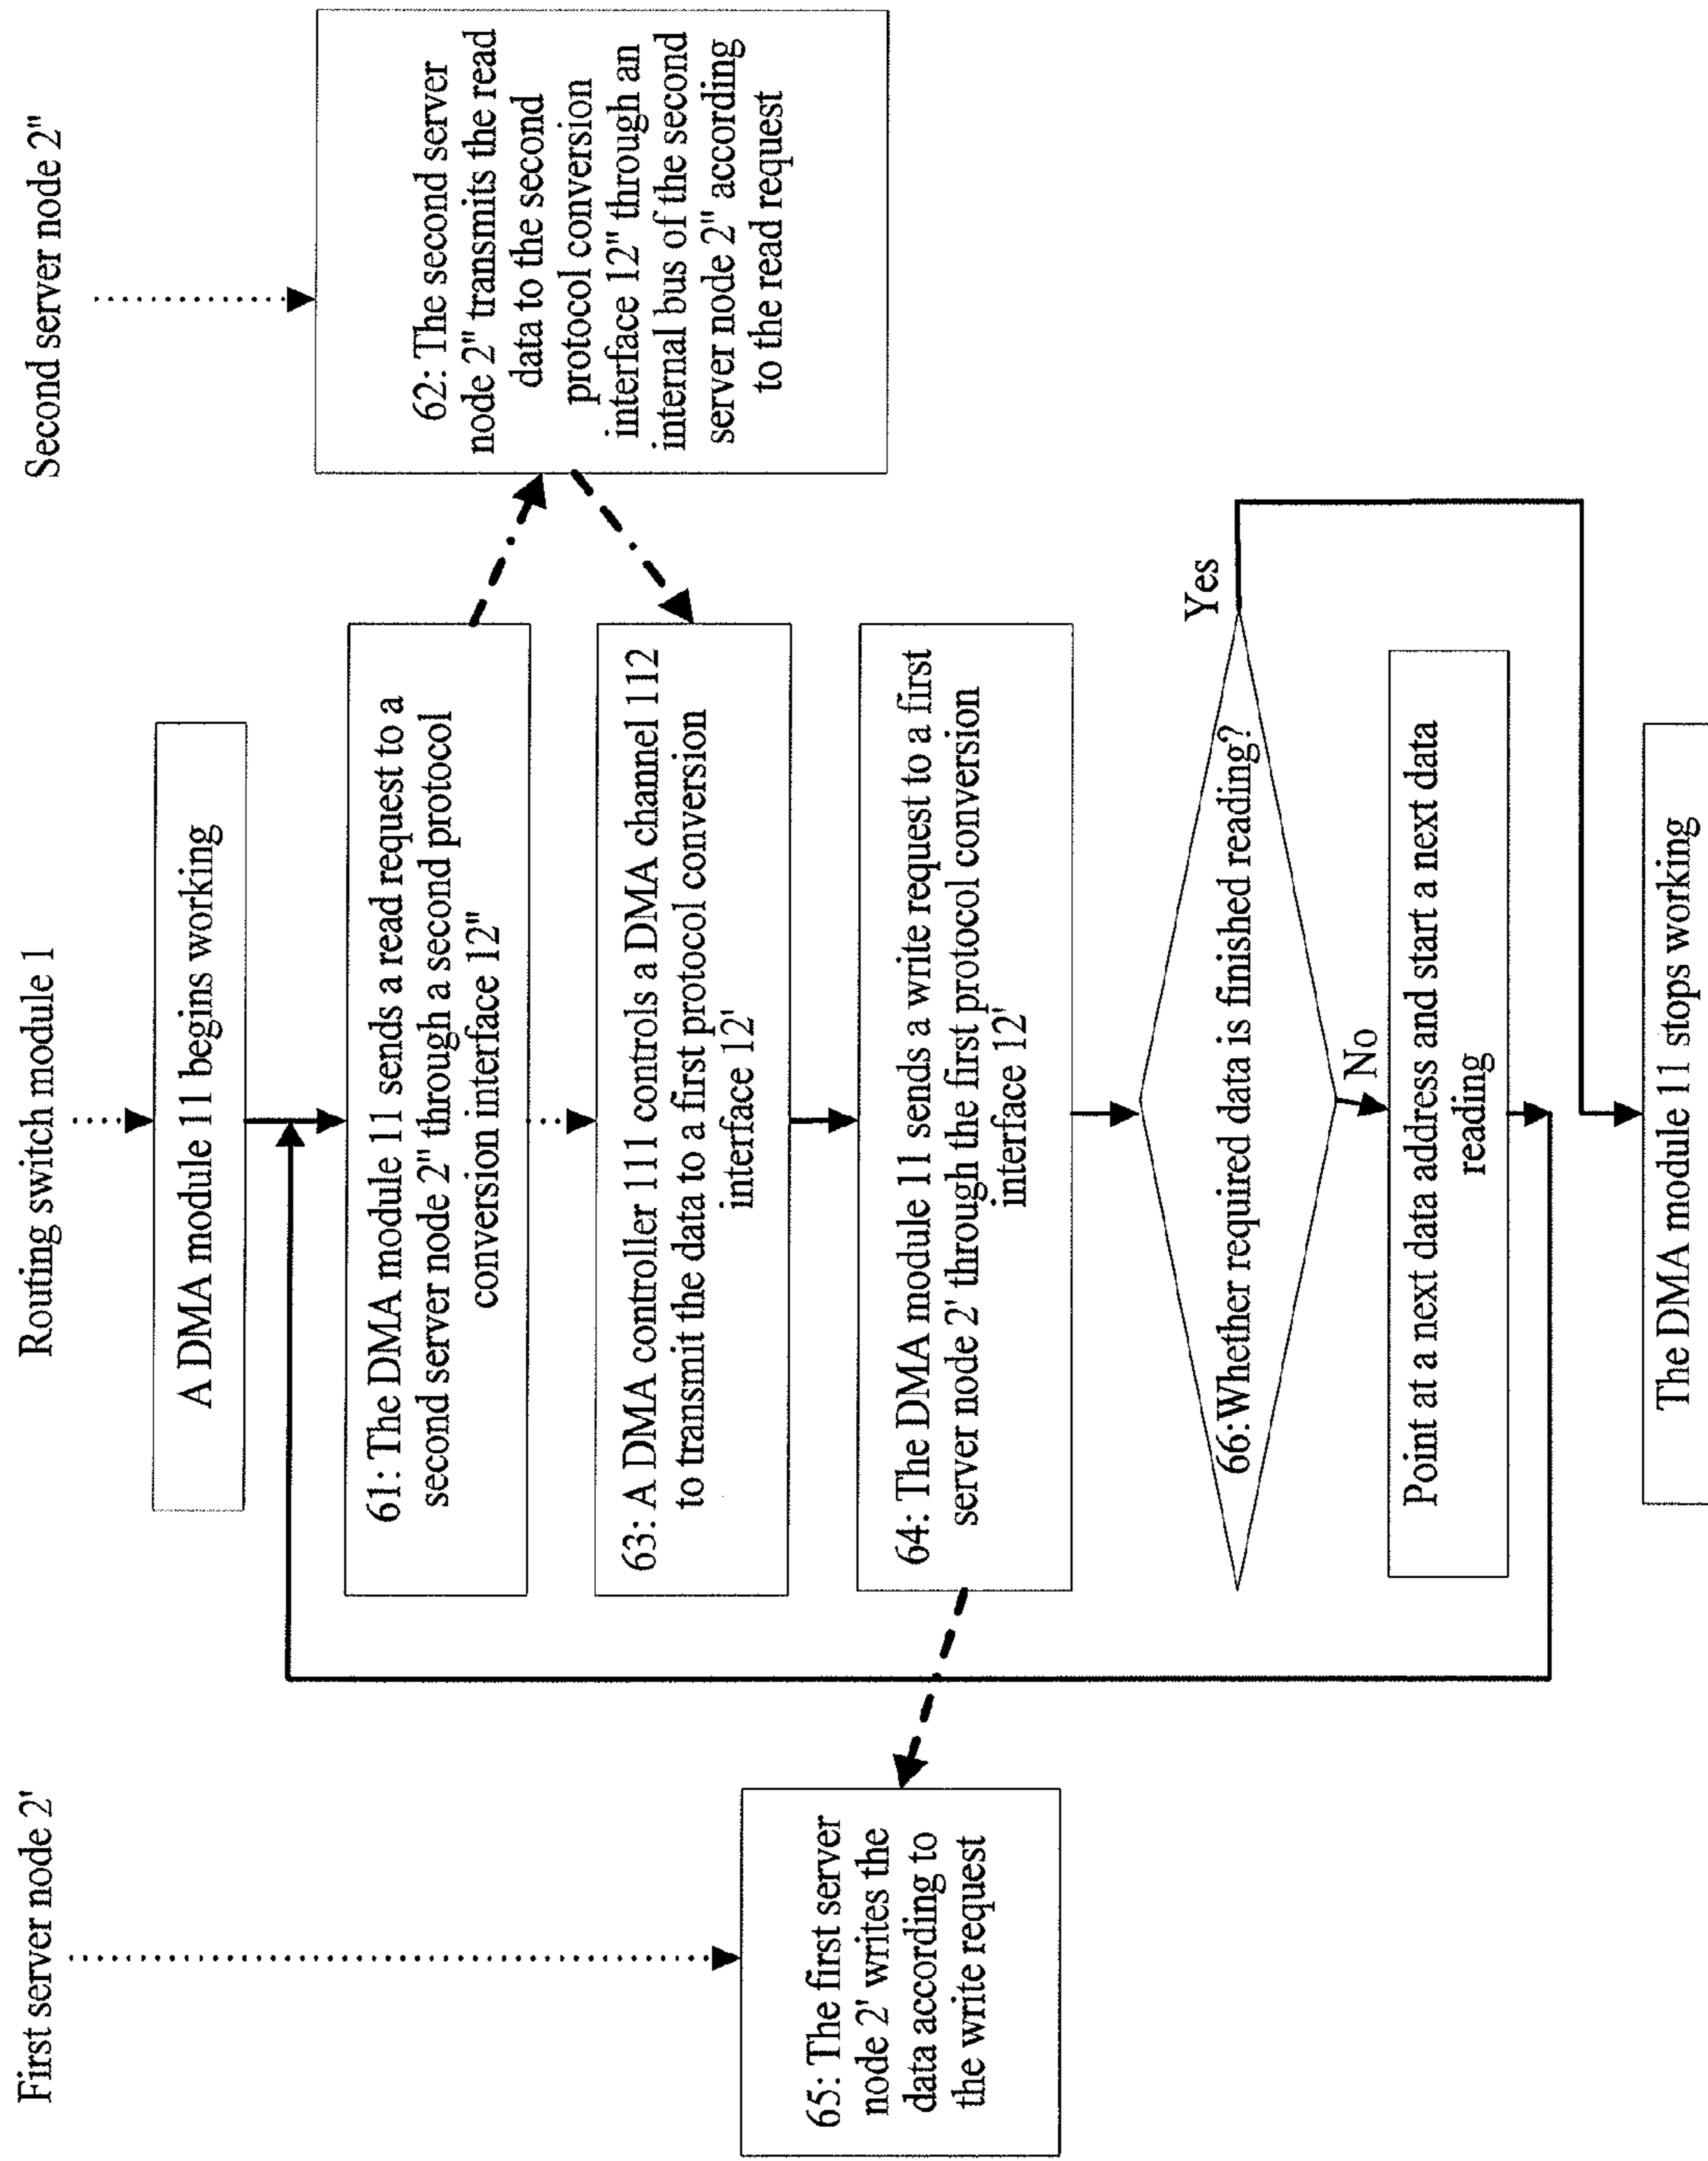 First server node 2'
Routing switch module 1
Second server node 2"
A DMA module 11 begins working
61: The DMA module 11 sends a read request to a
second server node 2" through a second protocol
conversion interface 12"
62: The second server
node 2" transmits the read
data to the second
protocol conversion
interface 12" through an
internal bus of the second
server node 2" according
to the read request
63: A DMA controller 111 controls a DMA channel 112
to transmit the data to a first protocol conversion
interface 12'
64: The DMA module 11 sends a write request to a first
server node 2' through the first protocol conversion
interface 12'
65: The first server
node 2' writes the
data according to
the write request
66:Whether required data is finished reading?
Yes
No
Point at a next data address and start a next data
reading
The DMA module 11 stops working